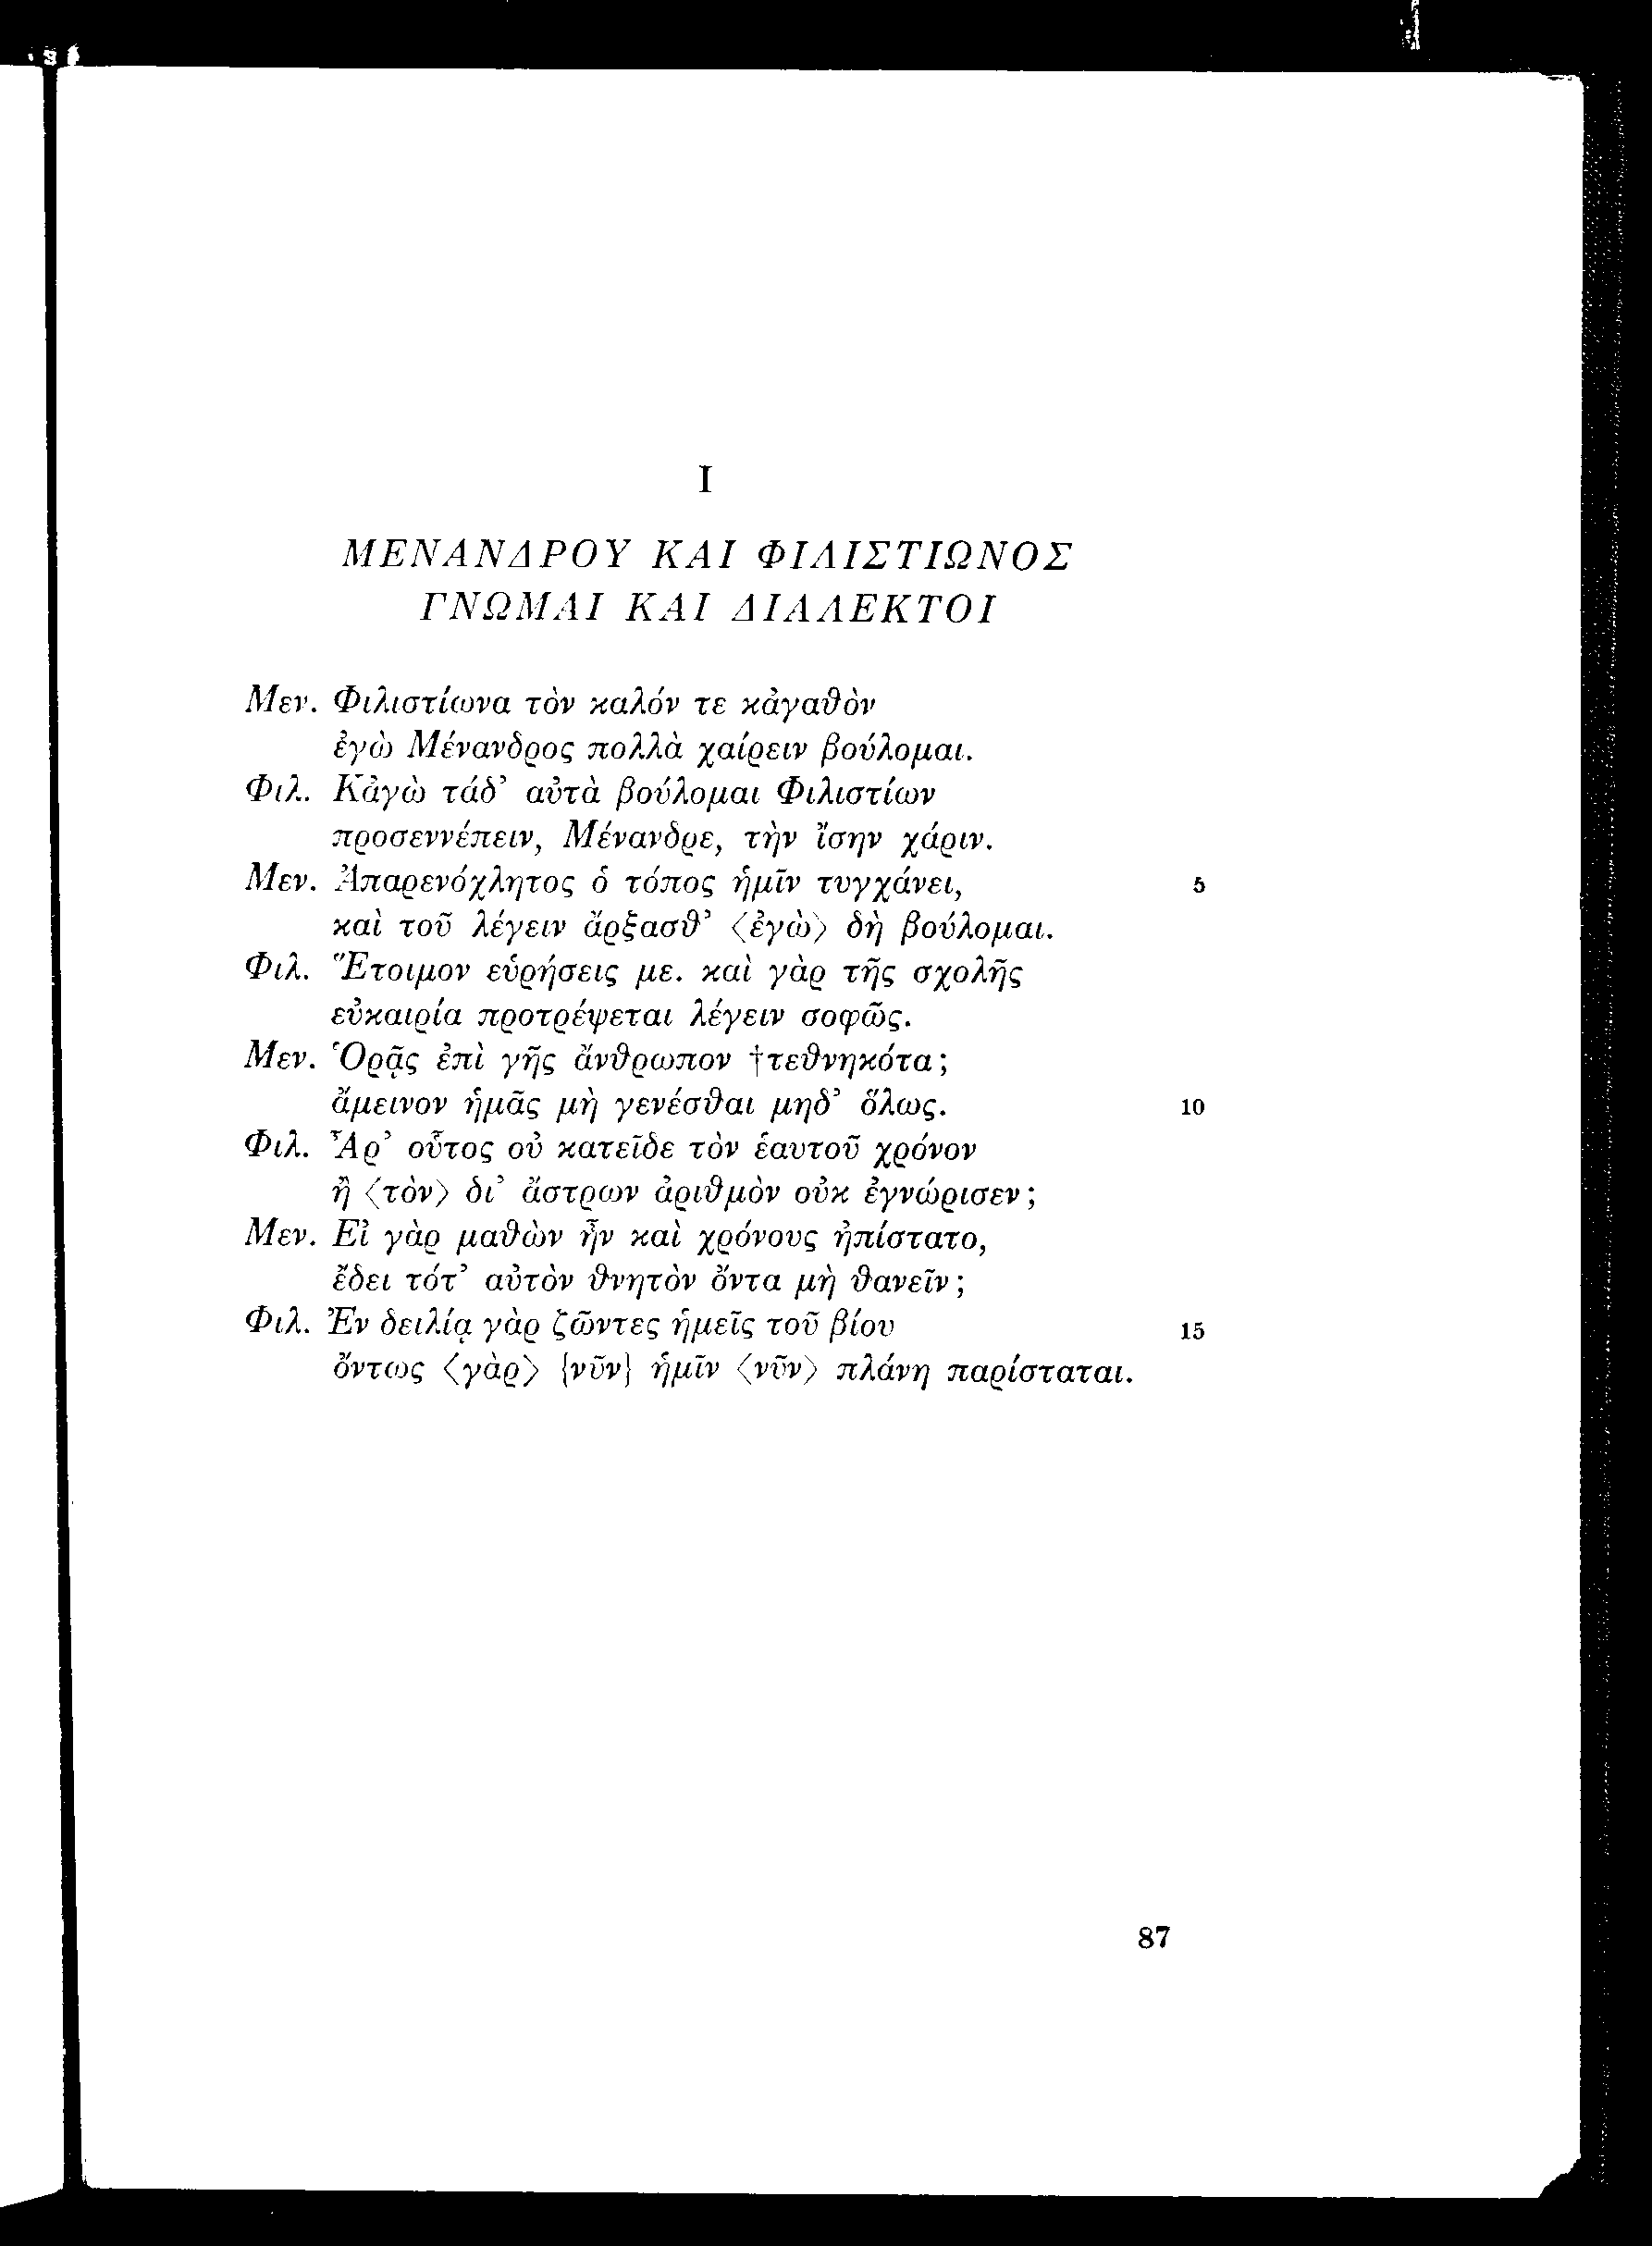 I
ΜΕΝΑΝΔΡΟΥ ΚΑΙ ΦΙΛΙΣΤΙΩΝΟΣ
ΓΝΩΜΑΙ ΚΑΙ ΔΙΑΛΕΚΤΟΙ
Μεν. Φιλιστίωνα τὸν καλόν τε κἀγαθὸν
ἐγὼ Μένανδρος πολλὰ χαίρειν βούλομαι.
Φιλ. Κἀγὼ τάδ’ αὐτὰ βούλομαι Φιλιστίων
προσεννέπειν, Μένανδρε, τὴν ἴσην χάριν.
Μεν. Ἀπαρενόχλητος ὁ τόπος ἡμῖν τυγχάνει, 5
καὶ τοῦ λέγειν ἄρξασθ’ ⟨ἐγὼ⟩ δὴ βούλομαι.
Φιλ. Ἕτοιμον εὑρήσεις με. καὶ γὰρ τῆς σχολῆς
εὐκαιρία προτρέψεται λέγειν σοφῶς.
Μεν. Ὁρᾷς ἐπὶ γῆς ἄνθρωπον †τεθνηκότα;
ἄμεινον ἡμᾶς μὴ γενέσθαι μηδ’ ὅλως. 10
Φιλ. Ἆρ’ οὗτος οὐ κατεῖδε τὸν ἑαυτοῦ χρόνον
ἢ ⟨τὸν⟩ δι’ ἄστρων ἀριθμὸν οὐκ ἐγνώρισεν;
Μεν. Εἰ γὰρ μαθὼν ἦν καὶ χρόνους ἠπίστατο,
ἔδει τότ’ αὐτὸν θνητὸν ὄντα μὴ θανεῖν;
Φιλ. Ἐν δειλίᾳ γὰρ ζῶντες ἡμεῖς τοῦ βίου 15
ὄντως ⟨γὰρ⟩ {νῦν} ἡμῖν ⟨νῦν⟩ πλάνη παρίσταται.
87